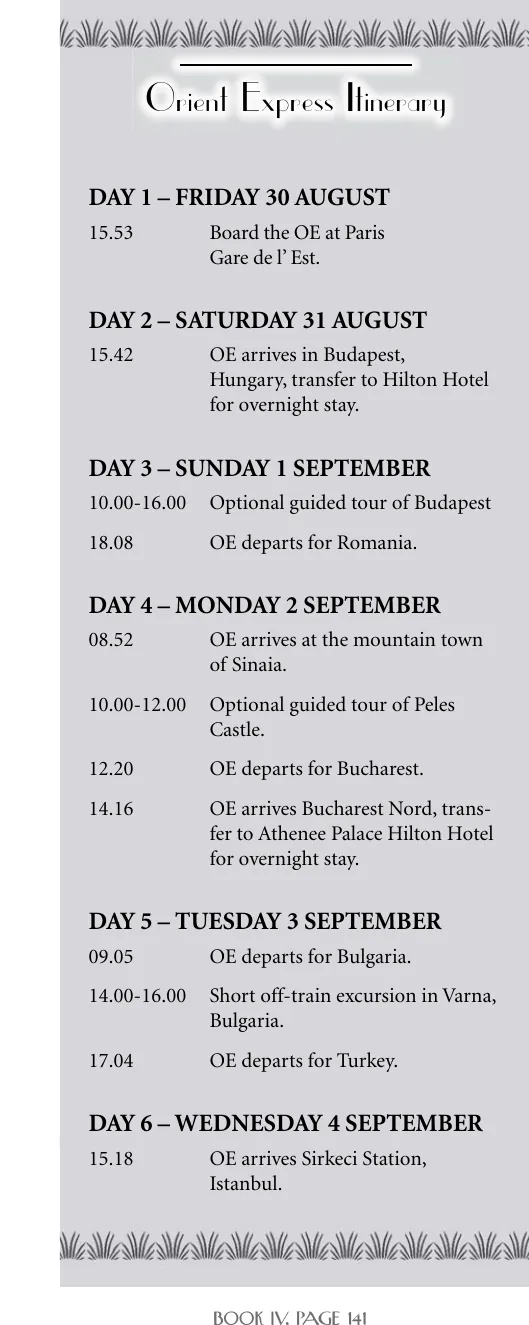 Orient Express Itinerary
DAY 1 – FRIDAY 30 AUGUST
15.53 Board the OE at Paris
Gare de l’ Est.
DAY 2 – SATURDAY 31 AUGUST
15.42 OE arrives in Budapest,
Hungary, transfer to Hilton Hotel
for overnight stay.
DAY 3 – SUNDAY 1 SEPTEMBER
10.00-16.00 Optional guided tour of Budapest
18.08 OE departs for Romania.
DAY 4 – MONDAY 2 SEPTEMBER
08.52 OE arrives at the mountain town
of Sinaia.
10.00-12.00 Optional guided tour of Peles
Castle.
12.20 OE departs for Bucharest.
14.16 OE arrives Bucharest Nord, trans-
fer to Athenee Palace Hilton Hotel
for overnight stay.
DAY 5 – TUESDAY 3 SEPTEMBER
09.05 OE departs for Bulgaria.
14.00-16.00 Short off-train excursion in Varna,
Bulgaria.
17.04 OE departs for Turkey.
DAY 6 – WEDNESDAY 4 SEPTEMBER
15.18 OE arrives Sirkeci Station,
Istanbul.
BOOK IV. PAGE 141